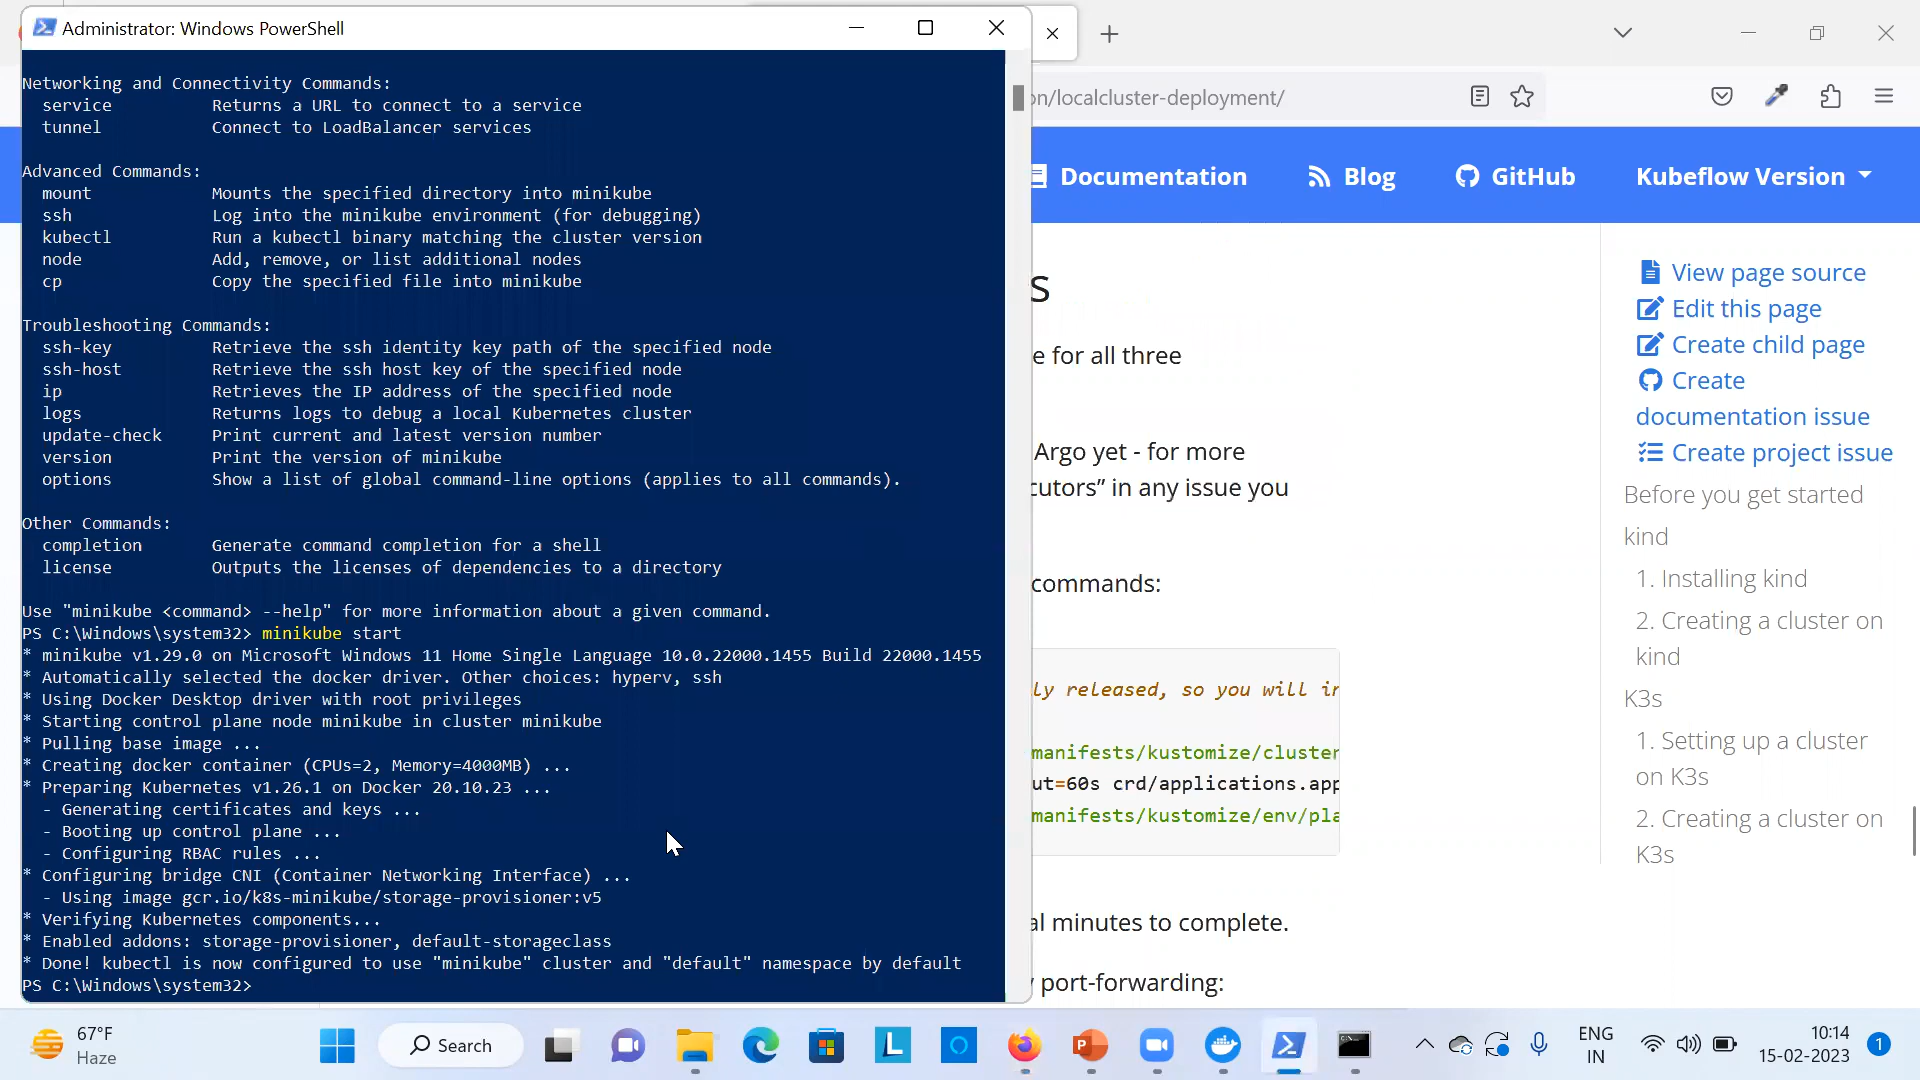 Administrator: Windows PowerShell
Networking and Connectivity Commands:
service Returns a URL to connect to a service
tunnel Connect to LoadBalancer services
Advanced Commands:
mount Mounts the specified directory into minikube
ssh Log into the minikube environment (for debugging)
kubectl Run a kubectl binary matching the cluster version
node Add, remove, or list additional nodes
cp Copy the specified file into minikube
Troubleshooting Commands:
ssh-key Retrieve the ssh identity key path of the specified node
ssh-host Retrieve the ssh host key of the specified node
ip Retrieves the IP address of the specified node
logs Returns logs to debug a local Kubernetes cluster
update-check Print current and latest version number
version Print the version of minikube
options Show a list of global command-line options (applies to all commands).
Other Commands:
completion Generate command completion for a shell
license Outputs the licenses of dependencies to a directory
Use "minikube <command> --help" for more information about a given command.
PS C:\Windows\system32> minikube start
* minikube v1.29.0 on Microsoft Windows 11 Home Single Language 10.0.22000.1455 Build 22000.1455
* Automatically selected the docker driver. Other choices: hyperv, ssh
* Using Docker Desktop driver with root privileges
* Starting control plane node minikube in cluster minikube
* Pulling base image ...
* Creating docker container (CPUs=2, Memory=4000MB) ...
* Preparing Kubernetes v1.26.1 on Docker 20.10.23 ...
- Generating certificates and keys ...
- Booting up control plane ...
- Configuring RBAC rules ...
* Configuring bridge CNI (Container Networking Interface) ...
- Using image gcr.io/k8s-minikube/storage-provisioner:v5
* Verifying Kubernetes components...
* Enabled addons: storage-provisioner, default-storageclass
* Done! kubectl is now configured to use "minikube" cluster and "default" namespace by default
PS C:\Windows\system32>
on/localcluster-deployment/
Documentation
Blog
GitHub
Kubeflow Version
s
e for all three
Argo yet - for more
cutors” in any issue you
commands:
ly released, so you will in
manifests/kustomize/cluster
ut=60s crd/applications.app
manifests/kustomize/env/pla
al minutes to complete.
port-forwarding:
View page source
Edit this page
Create child page
Create
documentation issue
Create project issue
Before you get started
kind
1. Installing kind
2. Creating a cluster on
kind
K3s
1. Setting up a cluster
on K3s
2. Creating a cluster on
K3s
67°F
Haze
Search
L
P
ENG
IN
10:14
15-02-2023
1